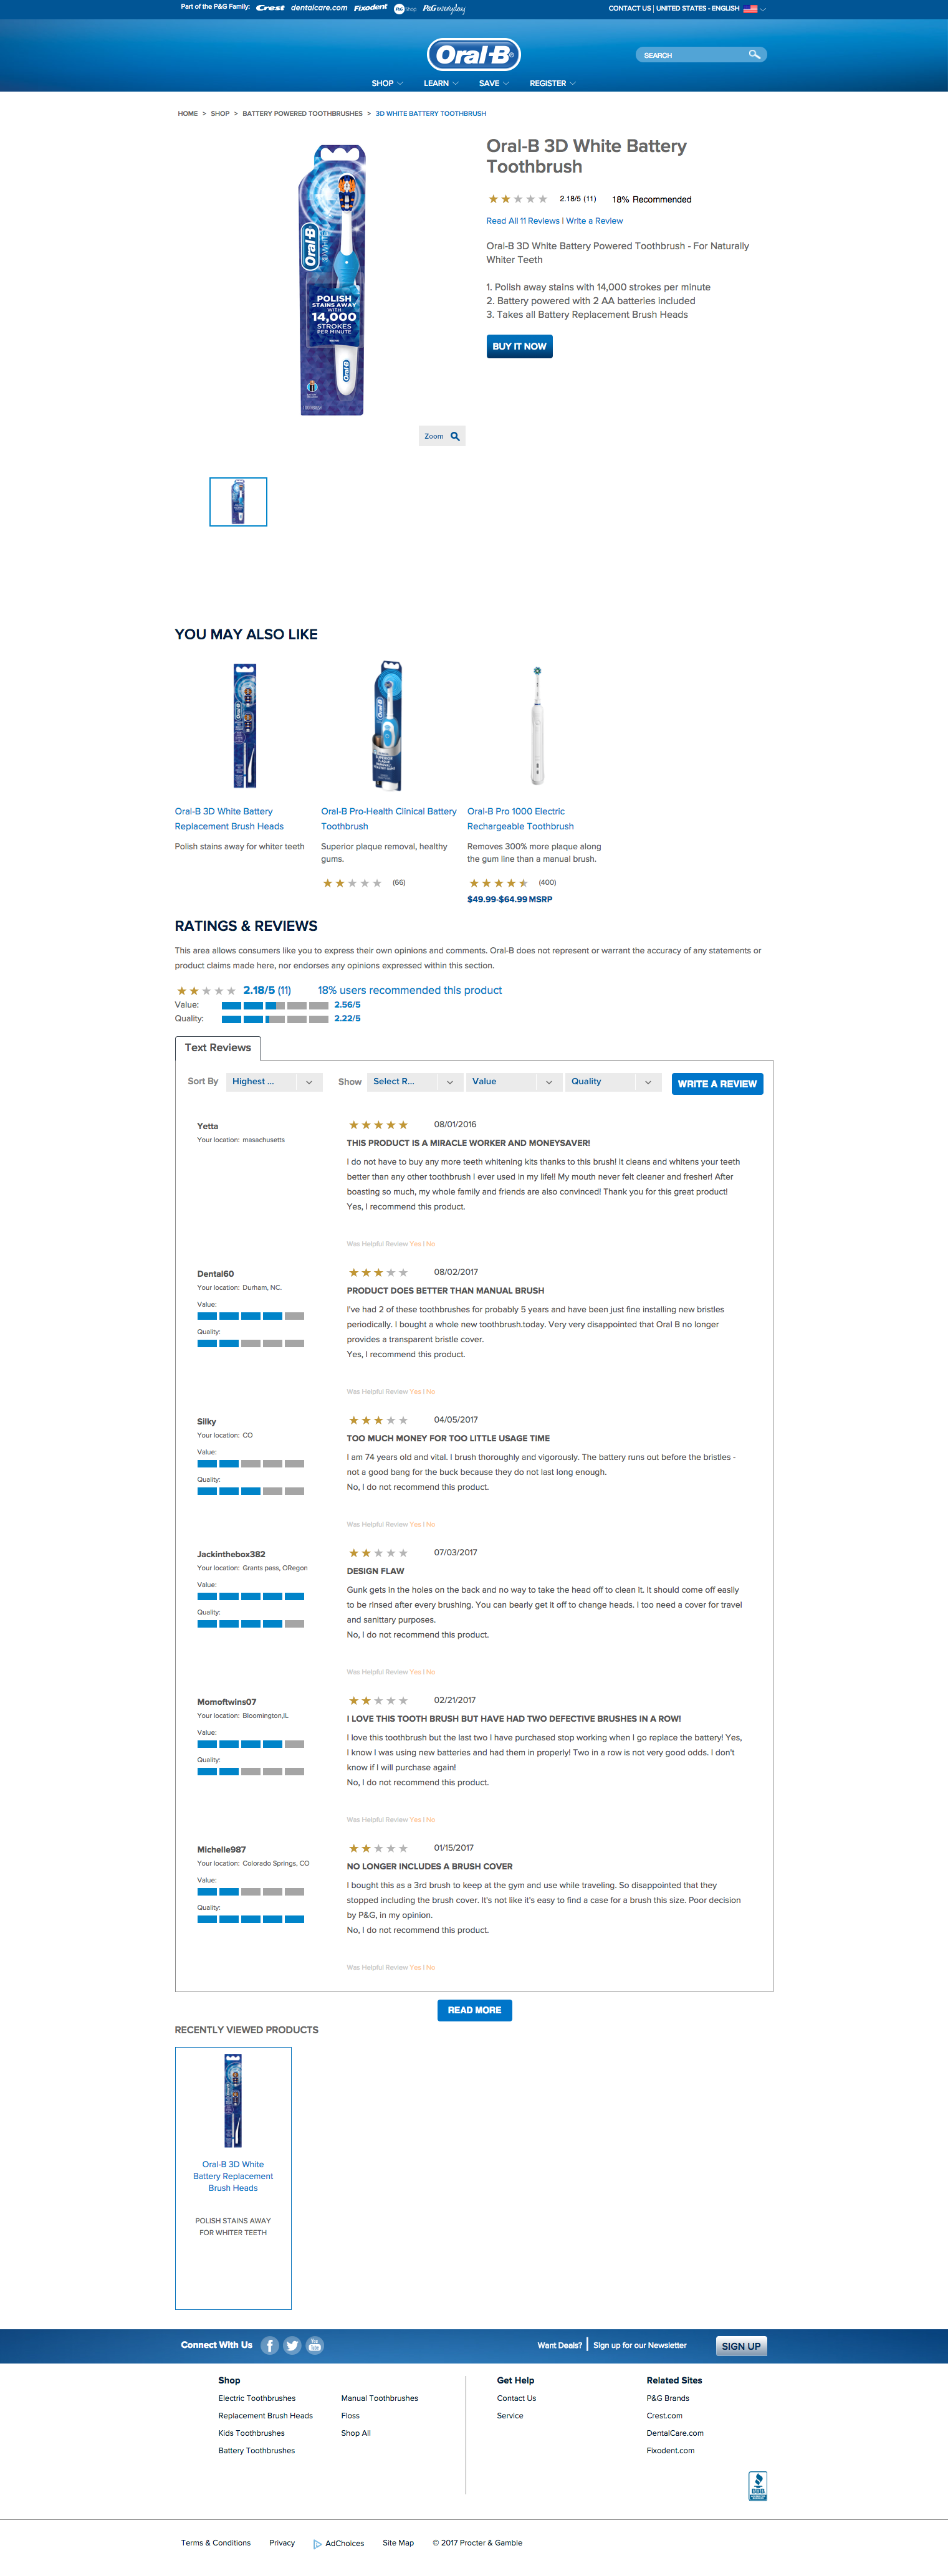 Part of the P&G Family: Crest dentalcare.com Fixodent P&G Shop P&G everyday
CONTACT US | UNITED STATES - ENGLISH
Oral-B
SEARCH
SHOP LEARN SAVE REGISTER
HOME > SHOP > BATTERY POWERED TOOTHBRUSHES > 3D WHITE BATTERY TOOTHBRUSH
Oral-B 3D White Battery
Toothbrush
2.18/5 (11) 18% Recommended
Read All 11 Reviews | Write a Review
Oral-B 3D White Battery Powered Toothbrush - For Naturally
Whiter Teeth
1. Polish away stains with 14,000 strokes per minute
2. Battery powered with 2 AA batteries included
3. Takes all Battery Replacement Brush Heads
BUY IT NOW
Oral-B
3DWHITE
POLISH
STAINS AWAY
WITH
14,000
STROKES
PER MINUTE
Oral-B
Zoom
YOU MAY ALSO LIKE
Oral-B 3D White Battery
Replacement Brush Heads
Polish stains away for whiter teeth
Oral-B Pro-Health Clinical Battery
Toothbrush
Superior plaque removal, healthy
gums.
(66)
Oral-B Pro 1000 Electric
Rechargeable Toothbrush
Removes 300% more plaque along
the gum line than a manual brush.
(400)
$49.99-$64.99 MSRP
RATINGS & REVIEWS
This area allows consumers like you to express their own opinions and comments. Oral-B does not represent or warrant the accuracy of any statements or
product claims made here, nor endorses any opinions expressed within this section.
2.18/5 (11) 18% users recommended this product
Value: 2.56/5
Quality: 2.22/5
Text Reviews
Sort By Highest ... Show Select R... Value Quality WRITE A REVIEW
Yetta
Your location: masachusetts
08/01/2016
THIS PRODUCT IS A MIRACLE WORKER AND MONEYSAVER!
I do not have to buy any more teeth whitening kits thanks to this brush! It cleans and whitens your teeth
better than any other toothbrush I ever used in my life!! My mouth never felt cleaner and fresher! After
boasting so much, my whole family and friends are also convinced! Thank you for this great product!
Yes, I recommend this product.
Was Helpful Review Yes | No
Dental60
Your location: Durham, NC.
Value:
Quality:
08/02/2017
PRODUCT DOES BETTER THAN MANUAL BRUSH
I've had 2 of these toothbrushes for probably 5 years and have been just fine installing new bristles
periodically. I bought a whole new toothbrush.today. Very very disappointed that Oral B no longer
provides a transparent bristle cover.
Yes, I recommend this product.
Was Helpful Review Yes | No
Silky
Your location: CO
Value:
Quality:
04/05/2017
TOO MUCH MONEY FOR TOO LITTLE USAGE TIME
I am 74 years old and vital. I brush thoroughly and vigorously. The battery runs out before the bristles -
not a good bang for the buck because they do not last long enough.
No, I do not recommend this product.
Was Helpful Review Yes | No
Jackinthebox382
Your location: Grants pass, ORegon
Value:
Quality:
07/03/2017
DESIGN FLAW
Gunk gets in the holes on the back and no way to take the head off to clean it. It should come off easily
to be rinsed after every brushing. You can bearly get it off to change heads. I too need a cover for travel
and sanittary purposes.
No, I do not recommend this product.
Was Helpful Review Yes | No
Momoftwins07
Your location: Bloomington,IL
Value:
Quality:
02/21/2017
I LOVE THIS TOOTH BRUSH BUT HAVE HAD TWO DEFECTIVE BRUSHES IN A ROW!
I love this toothbrush but the last two I have purchased stop working when I go replace the battery! Yes,
I know I was using new batteries and had them in properly! Two in a row is not very good odds. I don't
know if I will purchase again!
No, I do not recommend this product.
Was Helpful Review Yes | No
Michelle987
Your location: Colorado Springs, CO
Value:
Quality:
01/15/2017
NO LONGER INCLUDES A BRUSH COVER
I bought this as a 3rd brush to keep at the gym and use while traveling. So disappointed that they
stopped including the brush cover. It's not like it's easy to find a case for a brush this size. Poor decision
by P&G, in my opinion.
No, I do not recommend this product.
Was Helpful Review Yes | No
READ MORE
RECENTLY VIEWED PRODUCTS
Oral-B 3D White
Battery Replacement
Brush Heads
POLISH STAINS AWAY
FOR WHITER TEETH
Connect With Us
You Tube
Want Deals? Sign up for our Newsletter SIGN UP
Shop
Electric Toothbrushes
Replacement Brush Heads
Kids Toothbrushes
Battery Toothbrushes
Manual Toothbrushes
Floss
Shop All
Get Help
Contact Us
Service
Related Sites
P&G Brands
Crest.com
DentalCare.com
Fixodent.com
BBB
Terms & Conditions Privacy AdChoices Site Map © 2017 Procter & Gamble